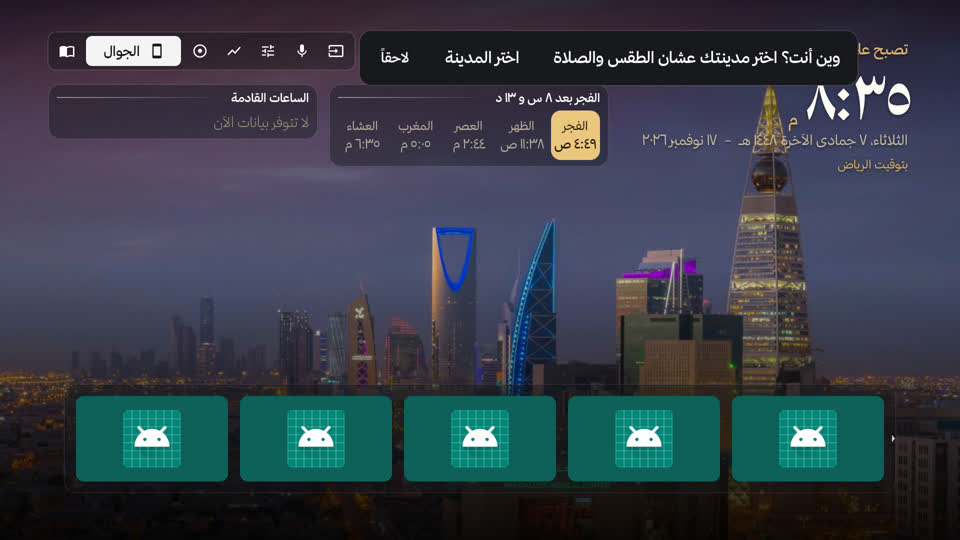 تصبح عا
وين أنت؟ اختر مدينتك عشان الطقس والصلاة
اختر المدينة
لاحقاً
الجوال
٨:٣٥ م
الثلاثاء، ٧ جمادى الآخرة ١٤٤٨ هـ – ١٧ نوفمبر ٢٠٢٦
بتوقيت الرياض
الفجر بعد ٨ س و ١٣ د
الفجر الظهر العصر المغرب العشاء
٤:٤٩ ص ١١:٣٨ ص ٢:٤٤ م ٥:٠٥ م ٦:٣٥ م
الساعات القادمة
لا تتوفر بيانات الآن